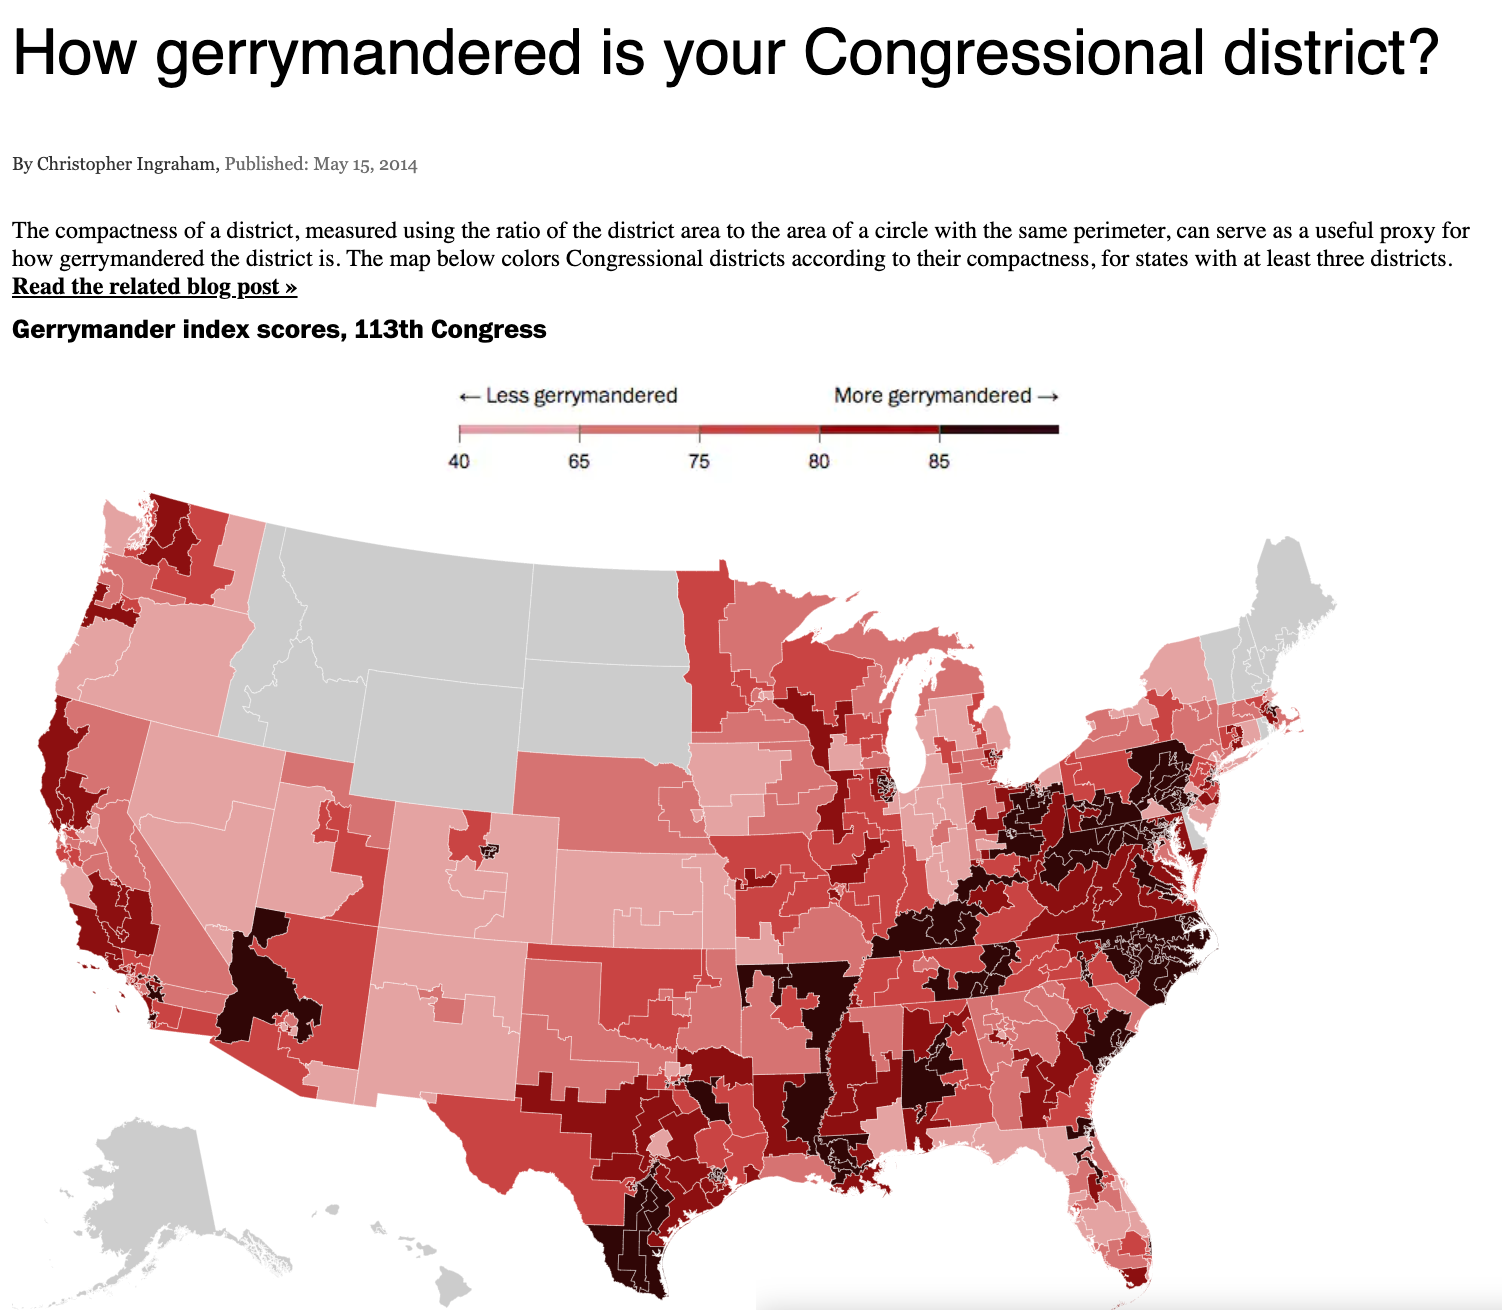 How gerrymandered is your Congressional district?
By Christopher Ingraham, Published: May 15, 2014
The compactness of a district, measured using the ratio of the district area to the area of a circle with the same perimeter, can serve as a useful proxy for
how gerrymandered the district is. The map below colors Congressional districts according to their compactness, for states with at least three districts.
Read the related blog post »
Gerrymander index scores, 113th Congress
← Less gerrymandered More gerrymandered →
40 65 75 80 85